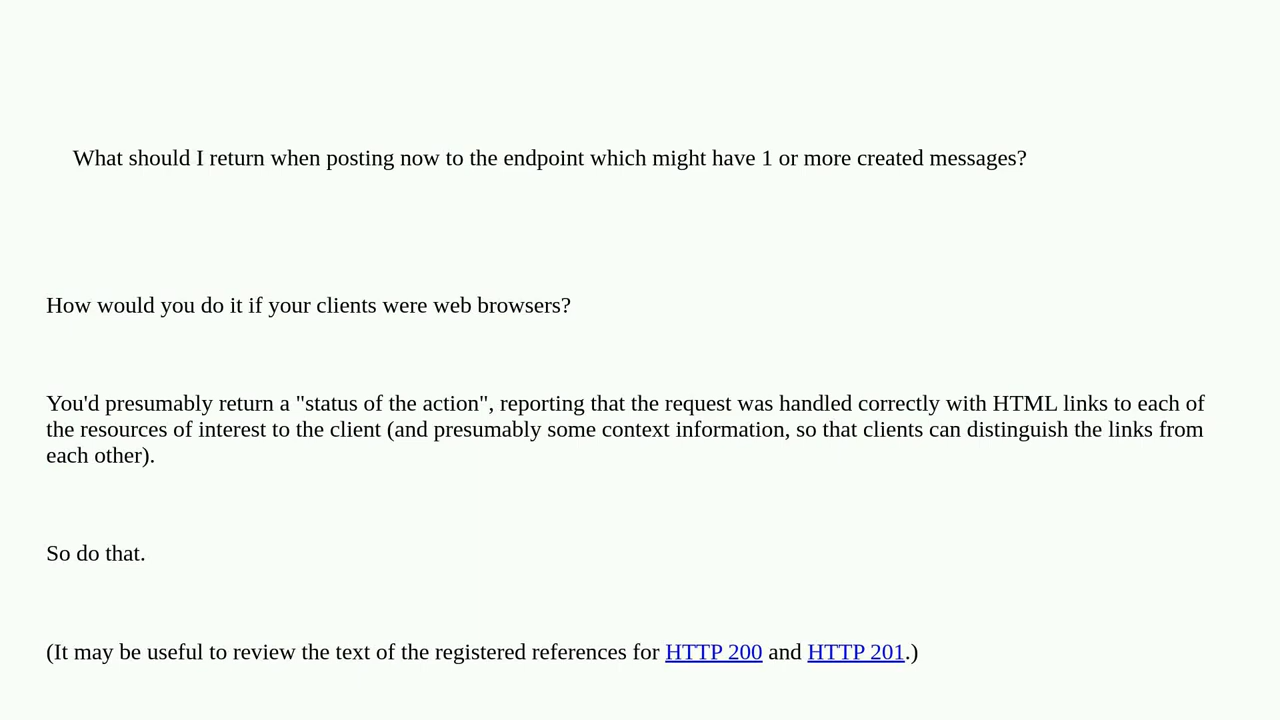 What should I return when posting now to the endpoint which might have 1 or more created messages?
How would you do it if your clients were web browsers?
You'd presumably return a "status of the action", reporting that the request was handled correctly with HTML links to each of
the resources of interest to the client (and presumably some context information, so that clients can distinguish the links from
each other).
So do that.
(It may be useful to review the text of the registered references for HTTP 200 and HTTP 201.)